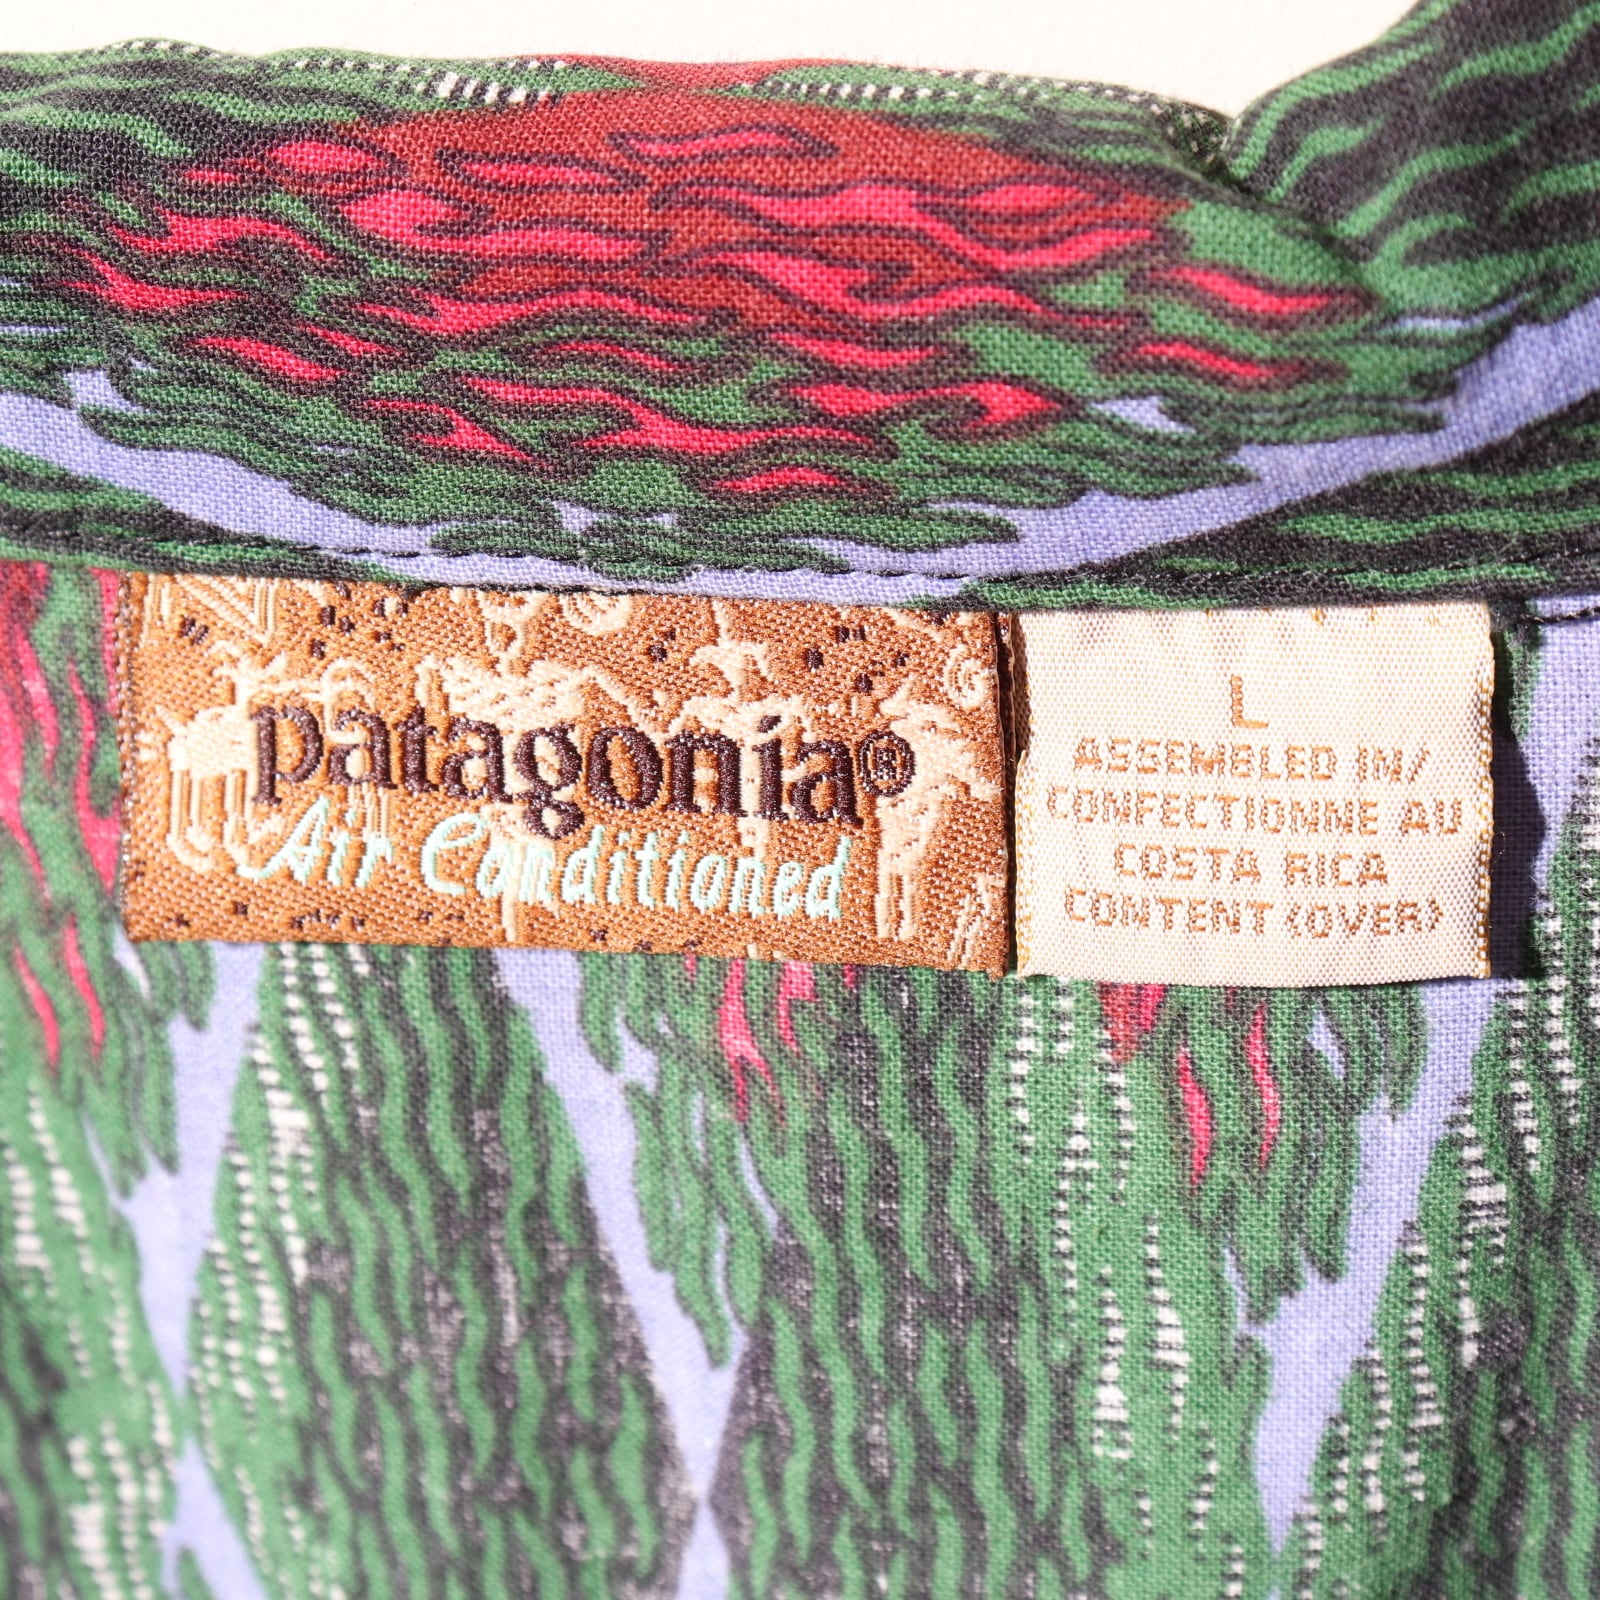 patagonia®
Air Conditioned
L
ASSEMBLED IN/
CONFECTIONNE AU
COSTA RICA
CONTENT (OVER)